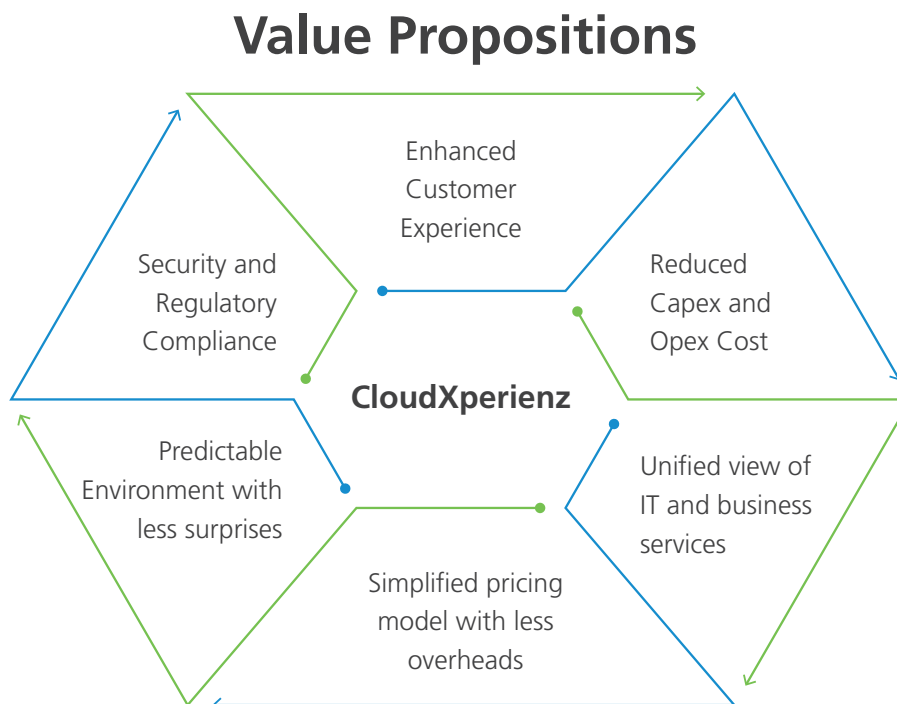 Value Propositions
Enhanced
Customer
Experience
Security and
Regulatory
Compliance
Reduced
Capex and
Opex Cost
CloudXperienz
Predictable
Environment with
less surprises
Unified view of
IT and business
services
Simplified pricing
model with less
overheads